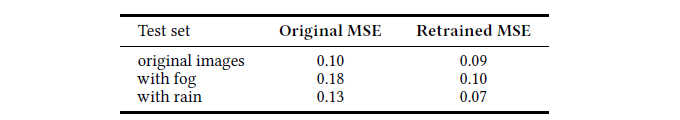 Test set Original MSE Retrained MSE
original images 0.10 0.09
with fog 0.18 0.10
with rain 0.13 0.07